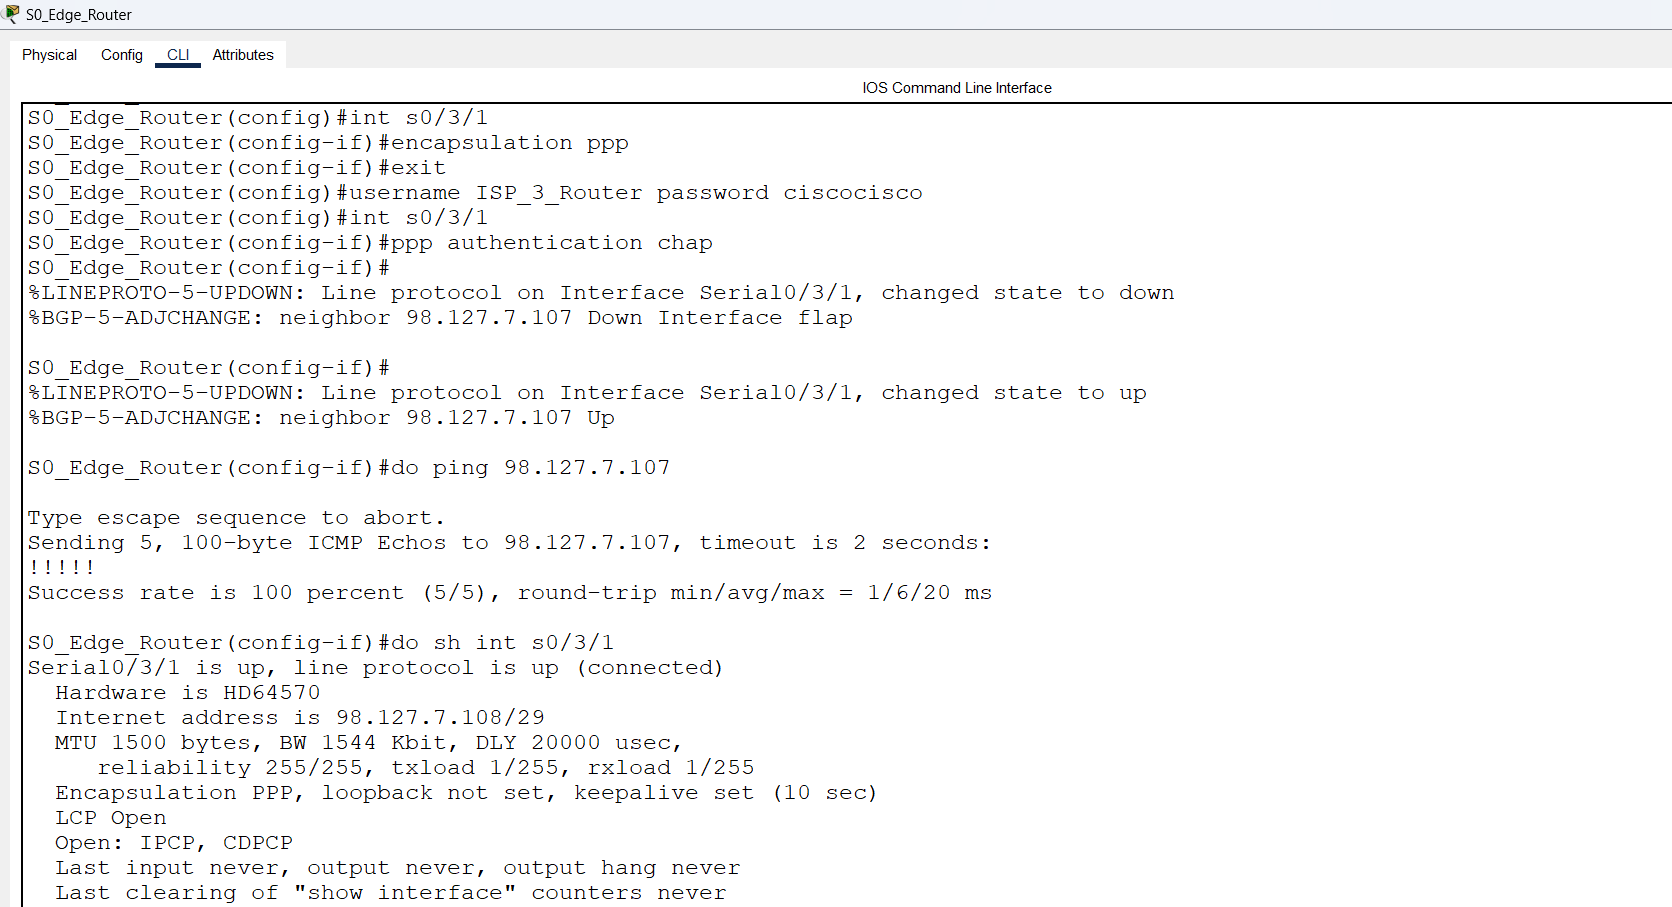 S0_Edge_Router
Physical Config CLI Attributes
IOS Command Line Interface
S0_Edge_Router(config)#int s0/3/1
S0_Edge_Router(config-if)#encapsulation ppp
S0_Edge_Router(config-if)#exit
S0_Edge_Router(config)#username ISP_3_Router password ciscocisco
S0_Edge_Router(config)#int s0/3/1
S0_Edge_Router(config-if)#ppp authentication chap
S0_Edge_Router(config-if)#
%LINEPROTO-5-UPDOWN: Line protocol on Interface Serial0/3/1, changed state to down
%BGP-5-ADJCHANGE: neighbor 98.127.7.107 Down Interface flap
S0_Edge_Router(config-if)#
%LINEPROTO-5-UPDOWN: Line protocol on Interface Serial0/3/1, changed state to up
%BGP-5-ADJCHANGE: neighbor 98.127.7.107 Up
S0_Edge_Router(config-if)#do ping 98.127.7.107
Type escape sequence to abort.
Sending 5, 100-byte ICMP Echos to 98.127.7.107, timeout is 2 seconds:
!!!!!
Success rate is 100 percent (5/5), round-trip min/avg/max = 1/6/20 ms
S0_Edge_Router(config-if)#do sh int s0/3/1
Serial0/3/1 is up, line protocol is up (connected)
Hardware is HD64570
Internet address is 98.127.7.108/29
MTU 1500 bytes, BW 1544 Kbit, DLY 20000 usec,
reliability 255/255, txload 1/255, rxload 1/255
Encapsulation PPP, loopback not set, keepalive set (10 sec)
LCP Open
Open: IPCP, CDPCP
Last input never, output never, output hang never
Last clearing of "show interface" counters never